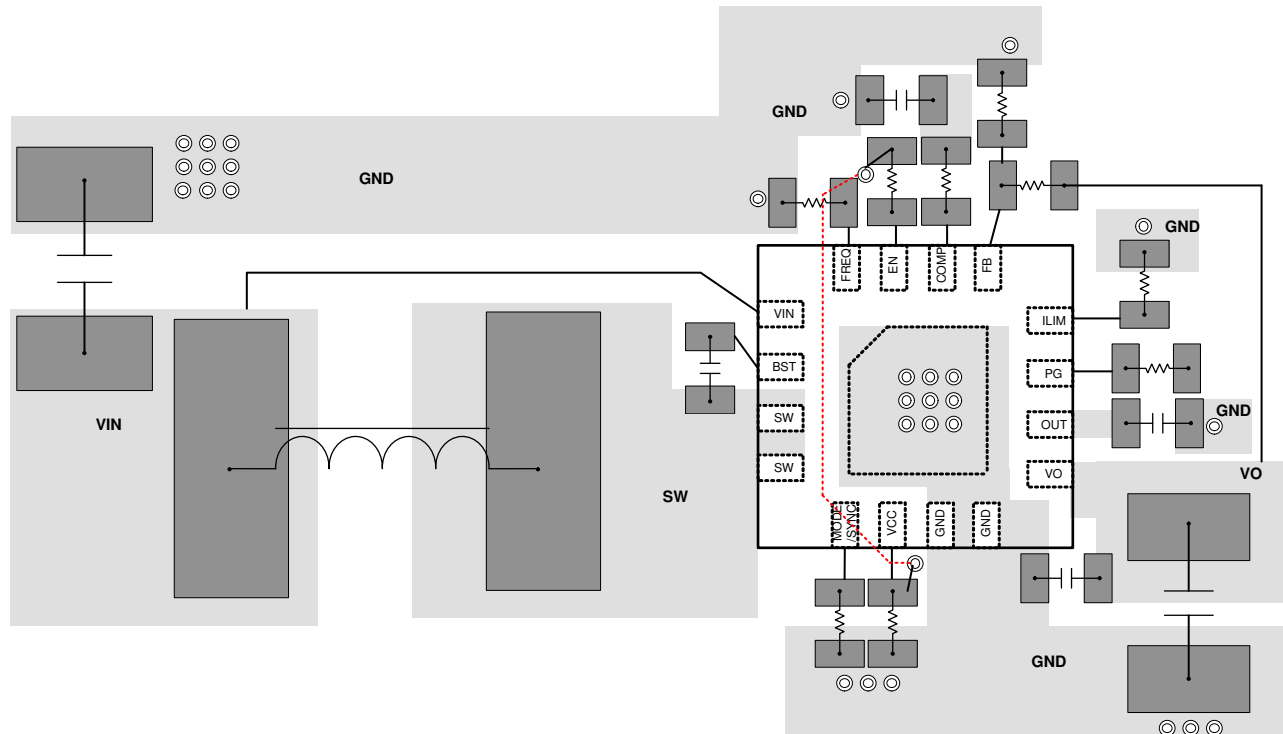 GND
GND
FREQ
EN
COMP
FB
GND
VIN
ILIM
BST
PG
VIN
SW
OUT
GND
SW
SW
VO
VO
MODE
/SYNC
VCC
GND
GND
GND